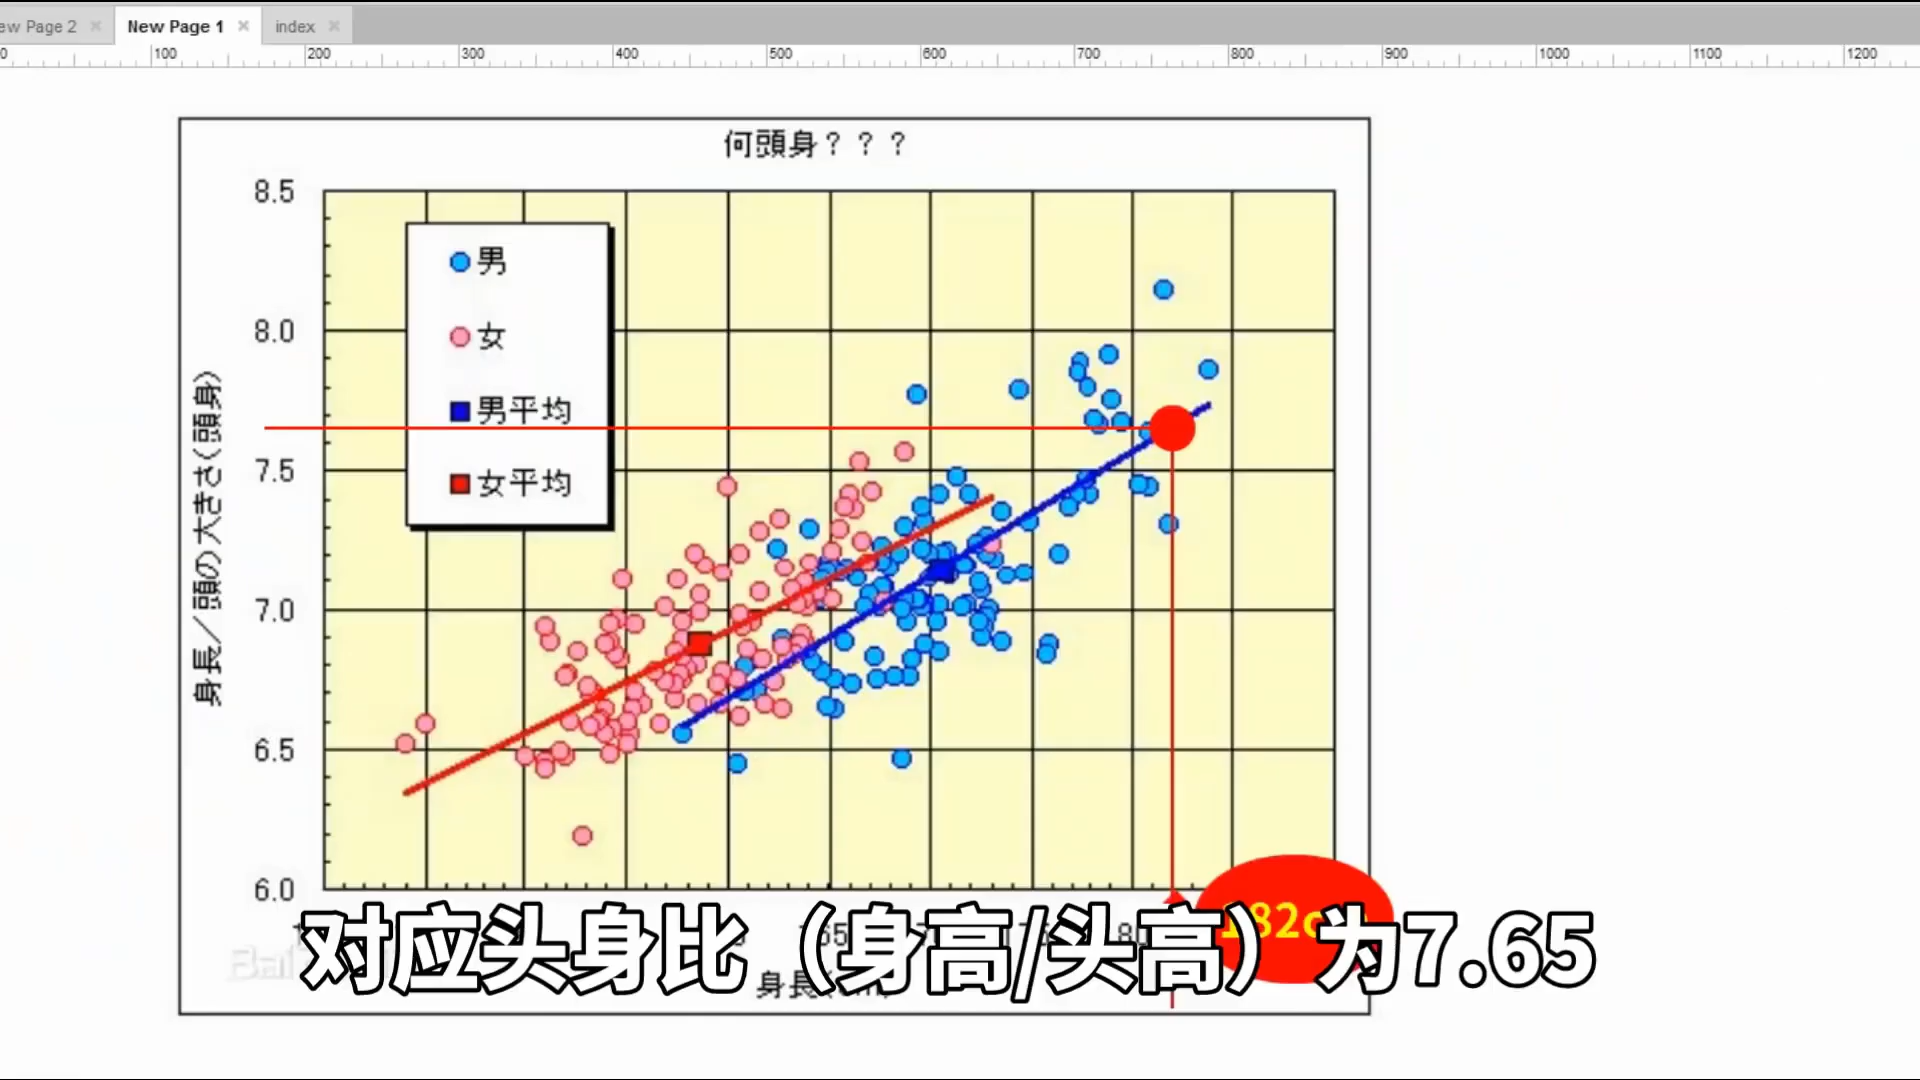 New Page 1
index
100 200 300 400 500 600 700 800 900 1000 1100 1200
何頭身？？？
8.5
8.0
7.5
7.0
6.5
6.0
身長／頭の大きさ(頭身)
男
女
男平均
女平均
对应头身比（身高/头高）为7.65